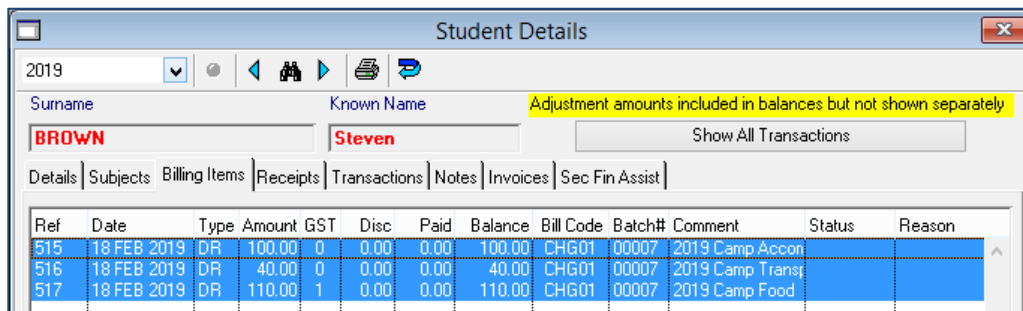 Student Details
2019
Surname Known Name Adjustment amounts included in balances but not shown separately
BROWN Steven Show All Transactions
Details Subjects Billing Items Receipts Transactions Notes Invoices Sec Fin Assist
Ref Date Type Amount GST Disc Paid Balance Bill Code Batch# Comment Status Reason
515 18 FEB 2019 DR 100.00 0 0.00 0.00 100.00 CHG01 00007 2019 Camp Accon
516 18 FEB 2019 DR 40.00 0 0.00 0.00 40.00 CHG01 00007 2019 Camp Transp
517 18 FEB 2019 DR 110.00 1 0.00 0.00 110.00 CHG01 00007 2019 Camp Food